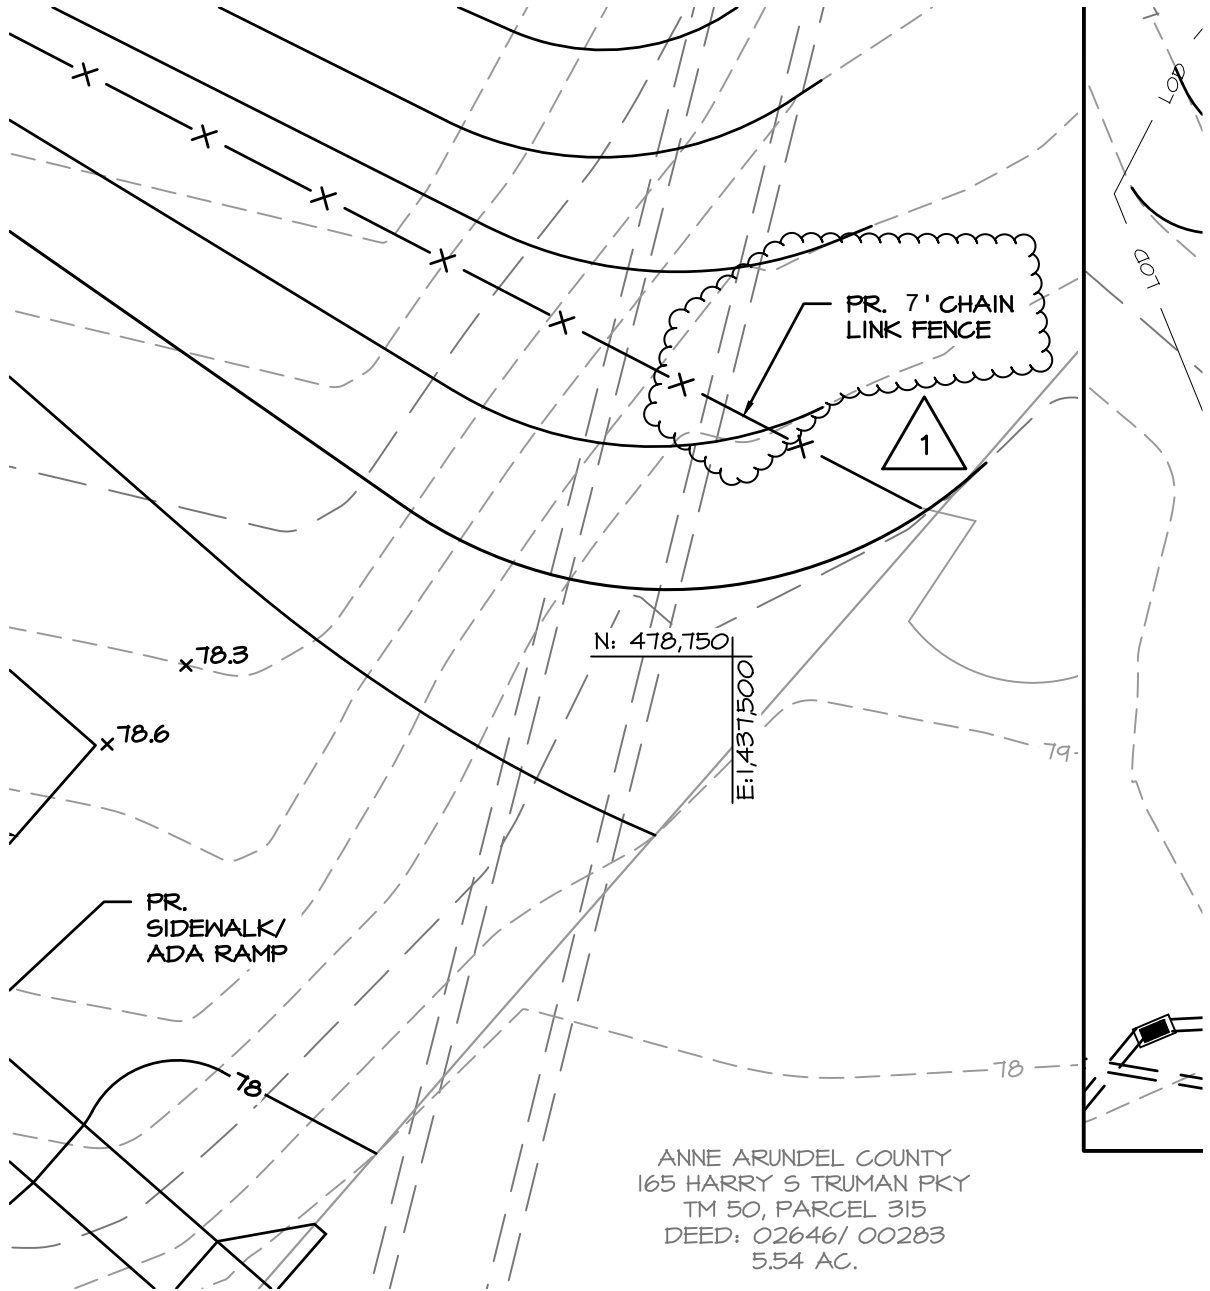 LOD
LOD
PR. 7' CHAIN
LINK FENCE
1
N: 478,750
E:1,437,500
78.3
78.6
79
PR.
SIDEWALK/
ADA RAMP
78
78
ANNE ARUNDEL COUNTY
165 HARRY S TRUMAN PKY
TM 50, PARCEL 315
DEED: 02646/ 00283
5.54 AC.